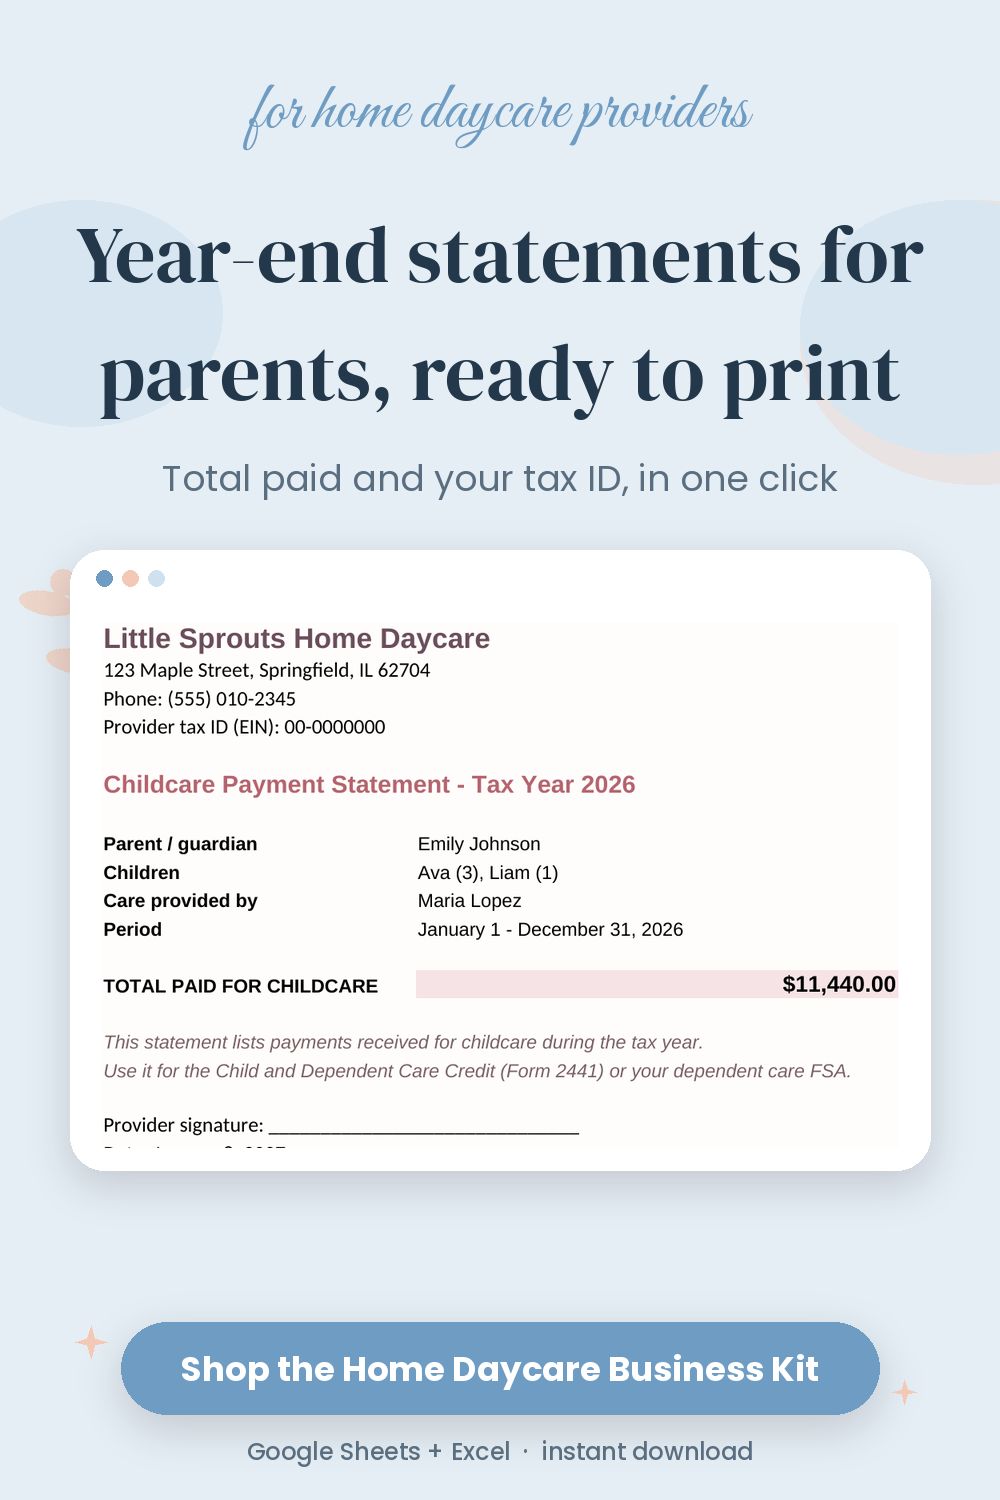 for home daycare providers
Year-end statements for
parents, ready to print
Total paid and your tax ID, in one click
Little Sprouts Home Daycare
123 Maple Street, Springfield, IL 62704
Phone: (555) 010-2345
Provider tax ID (EIN): 00-0000000
Childcare Payment Statement - Tax Year 2026
Parent / guardian Emily Johnson
Children Ava (3), Liam (1)
Care provided by Maria Lopez
Period January 1 - December 31, 2026
TOTAL PAID FOR CHILDCARE $11,440.00
This statement lists payments received for childcare during the tax year.
Use it for the Child and Dependent Care Credit (Form 2441) or your dependent care FSA.
Provider signature: ______________________________
Shop the Home Daycare Business Kit
Google Sheets + Excel · instant download